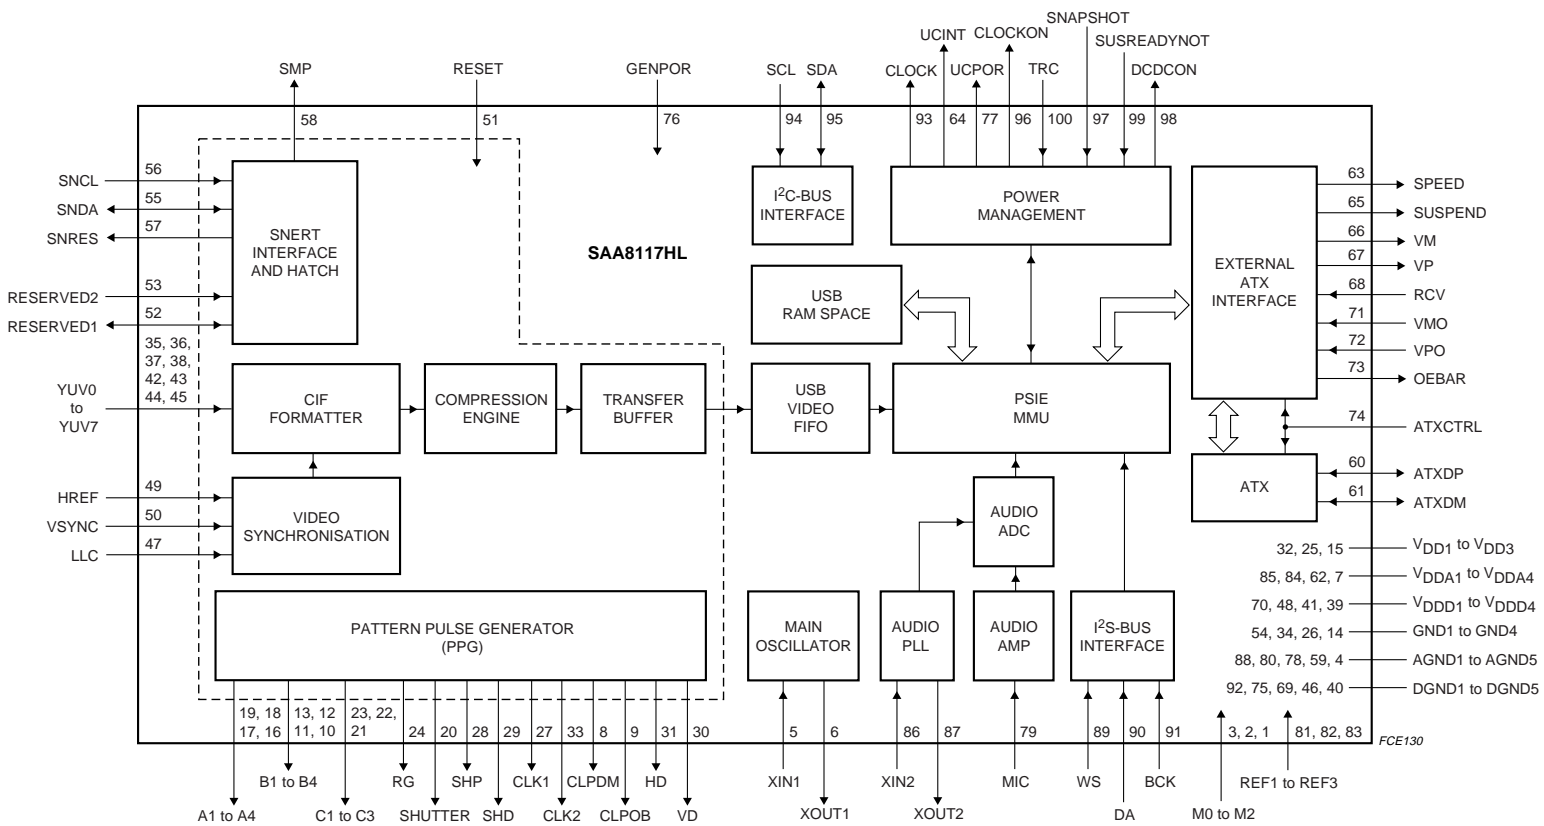 SNAPSHOT
UCINT CLOCKON
SUSREADYNOT
SMP RESET GENPOR SCL SDA CLOCK UCPOR TRC DCDCON
58 51 76 94 95 93 64 77 96 100 97 99 98
SNCL 56
SNDA 55
SNRES 57
RESERVED2 53
RESERVED1 52
SNERT
INTERFACE
AND HATCH
SAA8117HL
I2C-BUS
INTERFACE
POWER
MANAGEMENT
USB
RAM SPACE
EXTERNAL
ATX
INTERFACE
63 SPEED
65 SUSPEND
66 VM
67 VP
68 RCV
71 VMO
72 VPO
73 OEBAR
74 ATXCTRL
60 ATXDP
61 ATXDM
35, 36,
37, 38,
42, 43
44, 45
YUV0
to
YUV7
CIF
FORMATTER
COMPRESSION
ENGINE
TRANSFER
BUFFER
USB
VIDEO
FIFO
PSIE
MMU
ATX
HREF 49
VSYNC 50
LLC 47
VIDEO
SYNCHRONISATION
AUDIO
ADC
PATTERN PULSE GENERATOR
(PPG)
MAIN
OSCILLATOR
AUDIO
PLL
AUDIO
AMP
I2S-BUS
INTERFACE
32, 25, 15 VDD1 to VDD3
85, 84, 62, 7 VDDA1 to VDDA4
70, 48, 41, 39 VDDD1 to VDDD4
54, 34, 26, 14 GND1 to GND4
88, 80, 78, 59, 4 AGND1 to AGND5
92, 75, 69, 46, 40 DGND1 to DGND5
19, 18 13, 12 23, 22,
17, 16 11, 10 21 24 20 28 29 27 33 8 9 31 30 5 6 86 87 79 89 90 91 3, 2, 1 81, 82, 83
FCE130
B1 to B4 RG SHP CLK1 CLPDM HD XIN1 XIN2 MIC WS BCK REF1 to REF3
A1 to A4 C1 to C3 SHUTTER SHD CLK2 CLPOB VD XOUT1 XOUT2 DA M0 to M2